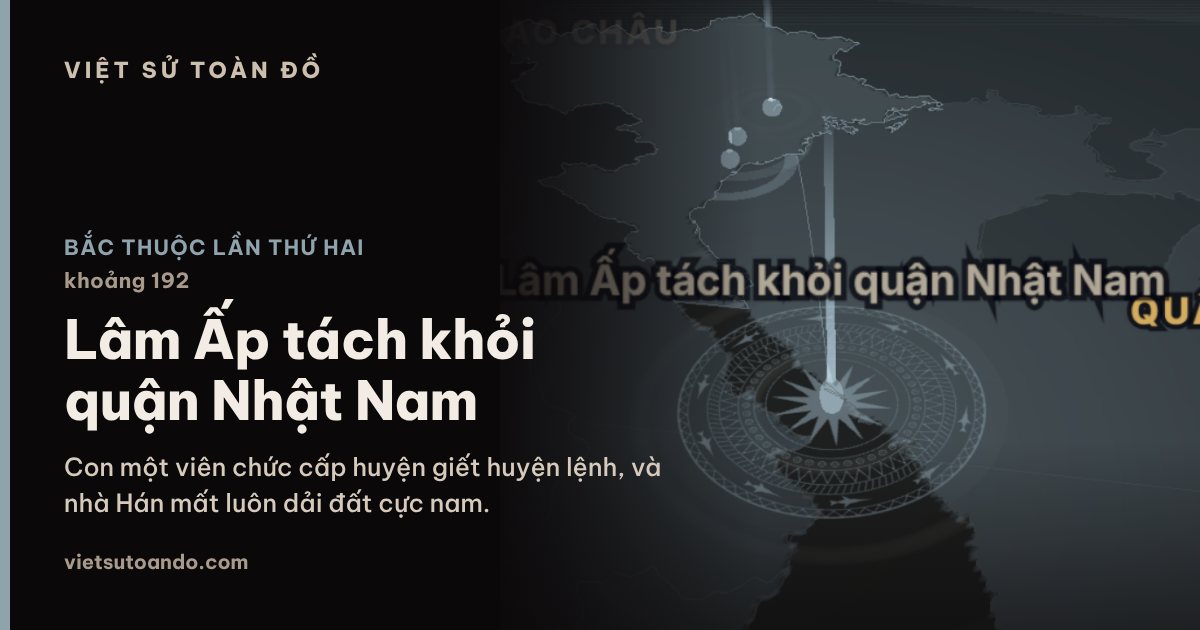 VIỆT SỬ TOÀN ĐỒ
AO CHÂU
BẮC THUỘC LẦN THỨ HAI
khoảng 192
Lâm Ấp tách khỏi
quận Nhật Nam
Con một viên chức cấp huyện giết huyện lệnh, và
nhà Hán mất luôn dải đất cực nam.
vietsutoando.com
Lâm Ấp tách khỏi quận Nhật Nam